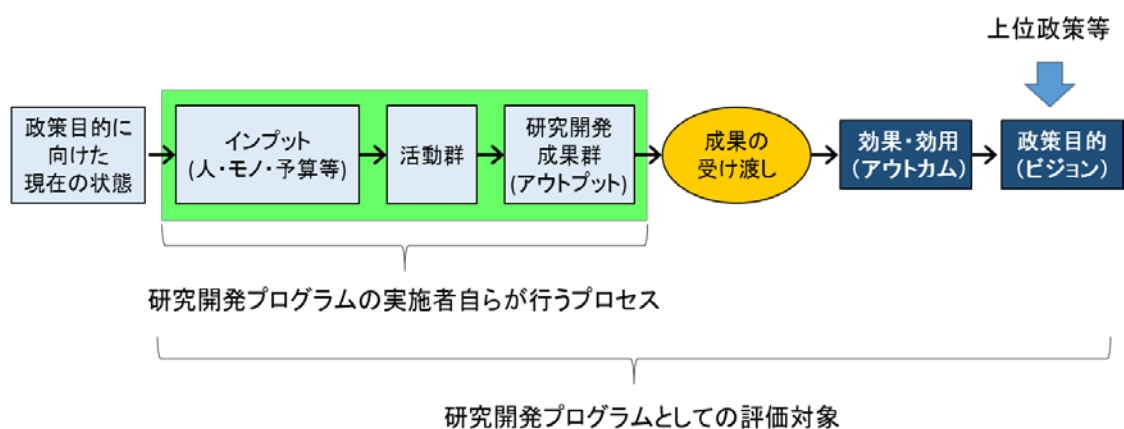 上位政策等
政策目的に
向けた
現在の状態
インプット
(人・モノ・予算等)
活動群
研究開発
成果群
(アウトプット)
成果の
受け渡し
効果・効用
(アウトカム)
政策目的
(ビジョン)
研究開発プログラムの実施者自らが行うプロセス
研究開発プログラムとしての評価対象